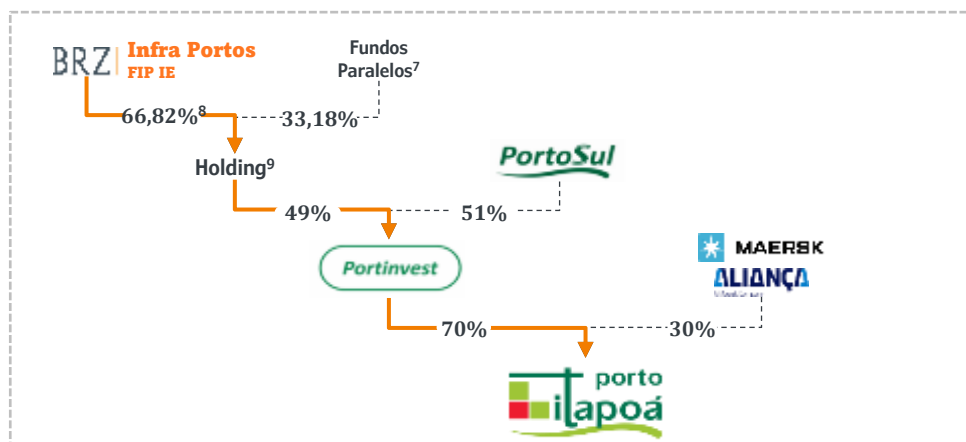 BRZ
Infra Portos
FIP IE
Fundos
Paralelos⁷
66,82%⁸
33,18%
Holding⁹
PortoSul
49%
51%
Portinvest
MAERSK
ALIANÇA
70%
30%
porto
itapoá